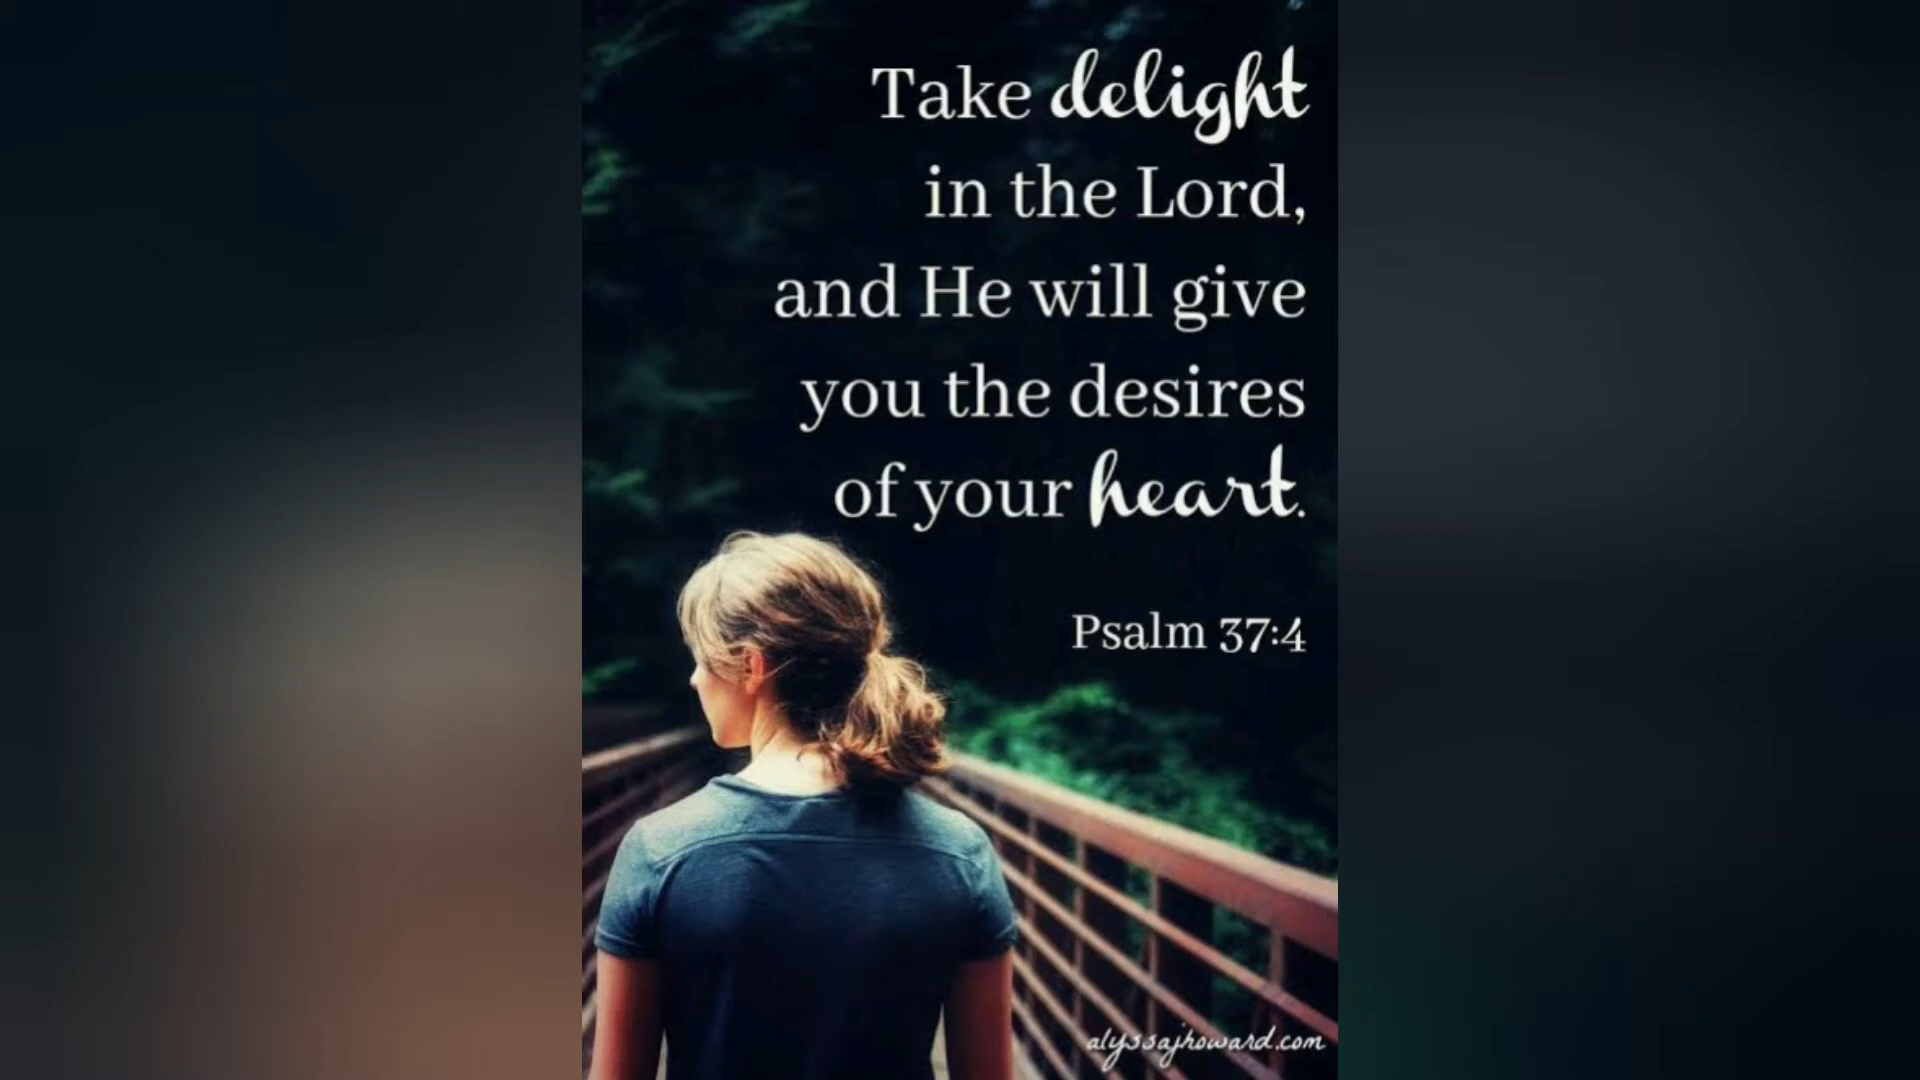 Take delight
in the Lord,
and He will give
you the desires
of your heart.
Psalm 37:4
alyssajhoward.com